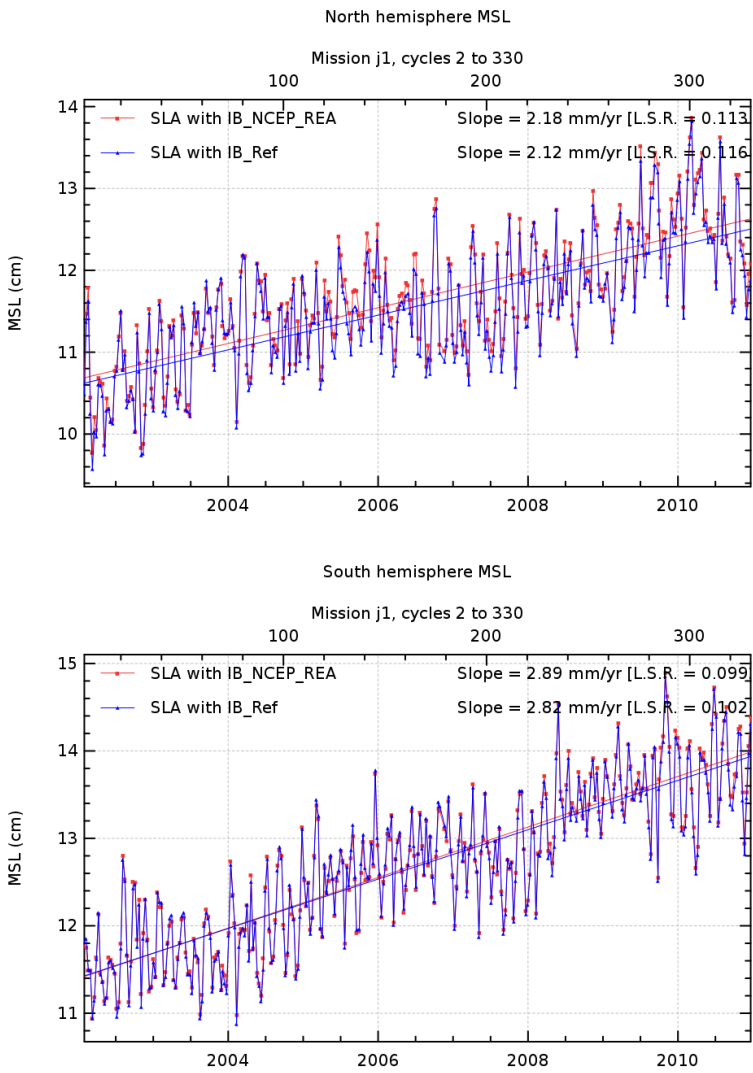 North hemisphere MSL
Mission j1, cycles 2 to 330
100 200 300
SLA with IB_NCEP_REA Slope = 2.18 mm/yr [L.S.R. = 0.113
SLA with IB_Ref Slope = 2.12 mm/yr [L.S.R. = 0.116
14
13
12
11
10
MSL (cm)
2004 2006 2008 2010
South hemisphere MSL
Mission j1, cycles 2 to 330
100 200 300
SLA with IB_NCEP_REA Slope = 2.89 mm/yr [L.S.R. = 0.099
SLA with IB_Ref Slope = 2.82 mm/yr [L.S.R. = 0.102
15
14
13
12
11
MSL (cm)
2004 2006 2008 2010